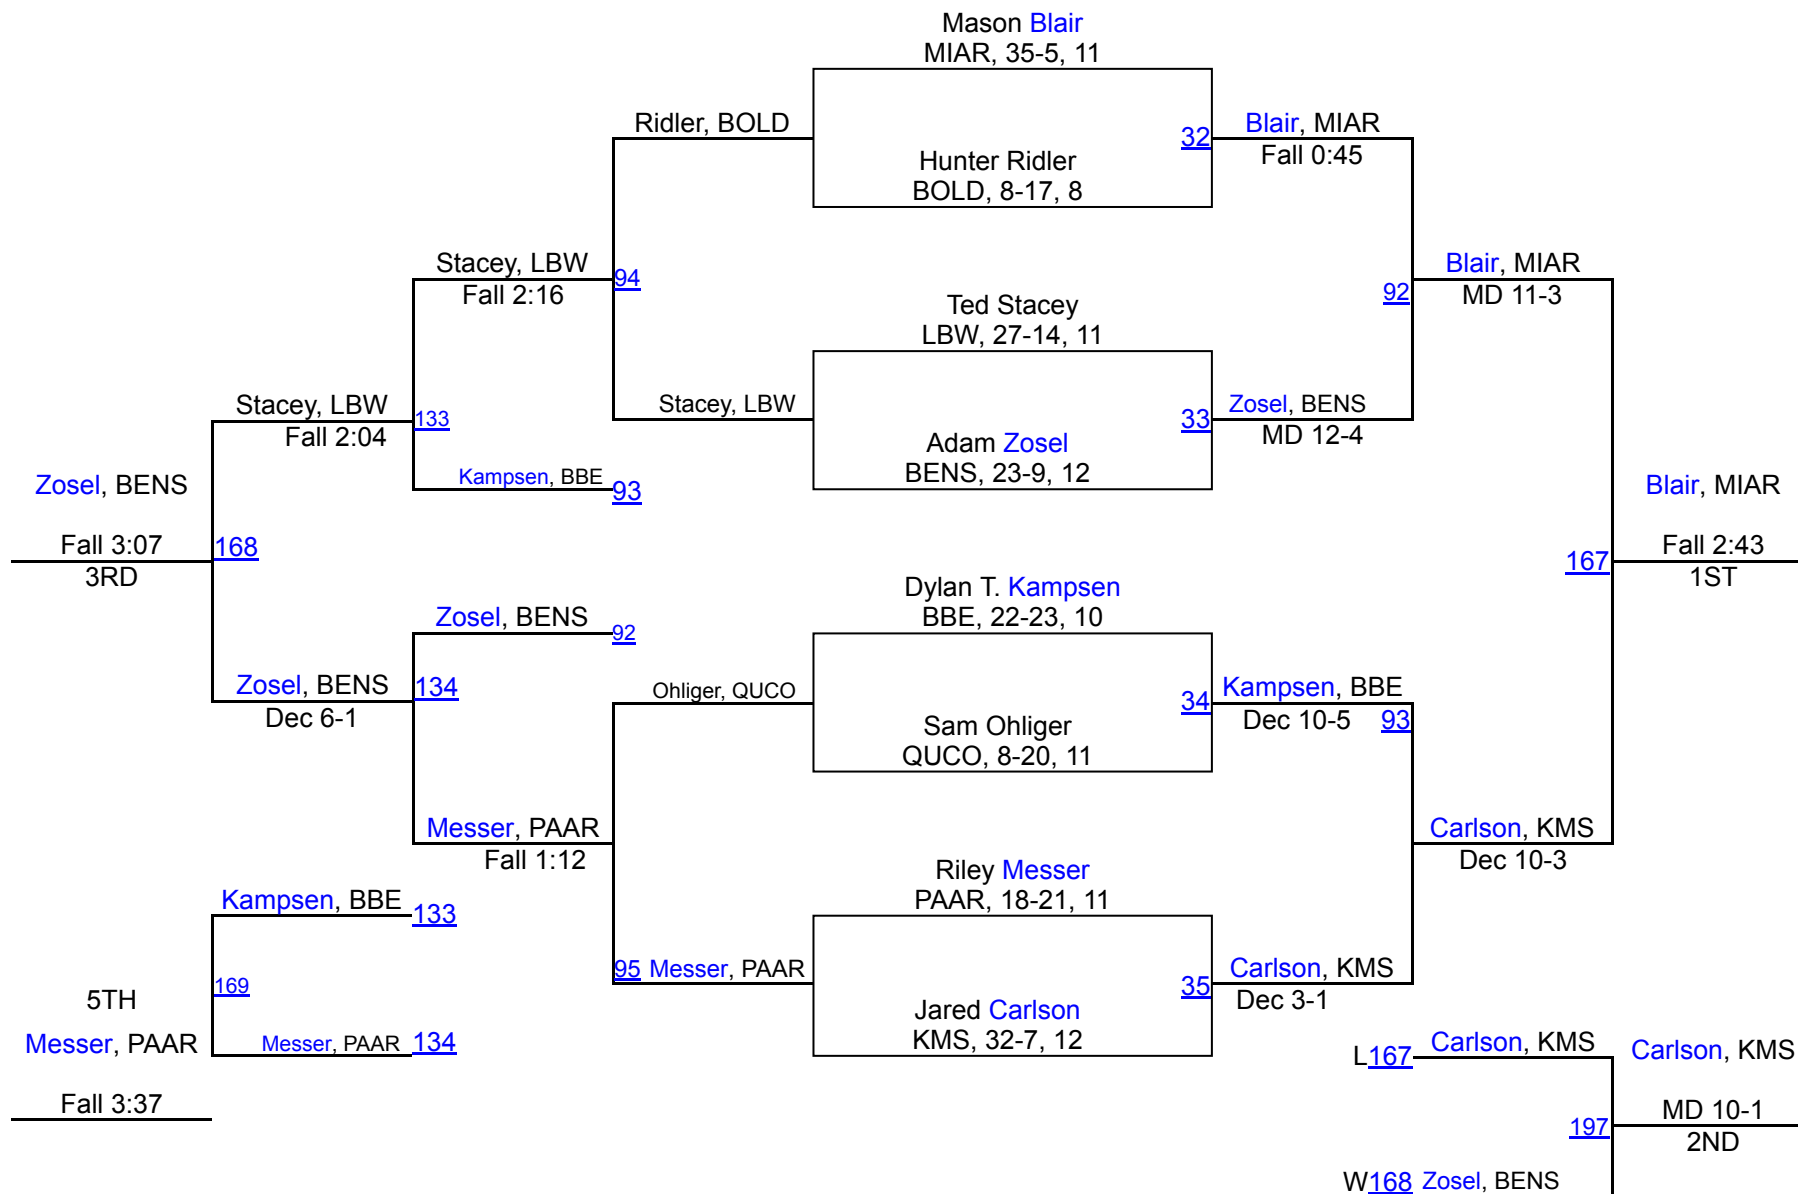 Mason Blair
MIAR, 35-5, 11
Ridler, BOLD
32
Blair, MIAR
Fall 0:45
Hunter Ridler
BOLD, 8-17, 8
Stacey, LBW
Fall 2:16
94
Blair, MIAR
MD 11-3
92
Ted Stacey
LBW, 27-14, 11
Stacey, LBW
Fall 2:04
133
Stacey, LBW
33
Zosel, BENS
MD 12-4
Adam Zosel
BENS, 23-9, 12
Kampsen, BBE
93
Zosel, BENS
Fall 3:07
3RD
168
Blair, MIAR
Fall 2:43
1ST
167
Dylan T. Kampsen
BBE, 22-23, 10
Zosel, BENS
92
Zosel, BENS
Dec 6-1
134
Ohliger, QUCO
34
Kampsen, BBE
Dec 10-5
93
Sam Ohliger
QUCO, 8-20, 11
Messer, PAAR
Fall 1:12
Carlson, KMS
Dec 10-3
Riley Messer
PAAR, 18-21, 11
Kampsen, BBE
133
95 Messer, PAAR
35
Carlson, KMS
Dec 3-1
169
5TH
Jared Carlson
KMS, 32-7, 12
Messer, PAAR
Messer, PAAR 134
Fall 3:37
L167 Carlson, KMS
Carlson, KMS
MD 10-1
2ND
197
W168 Zosel, BENS